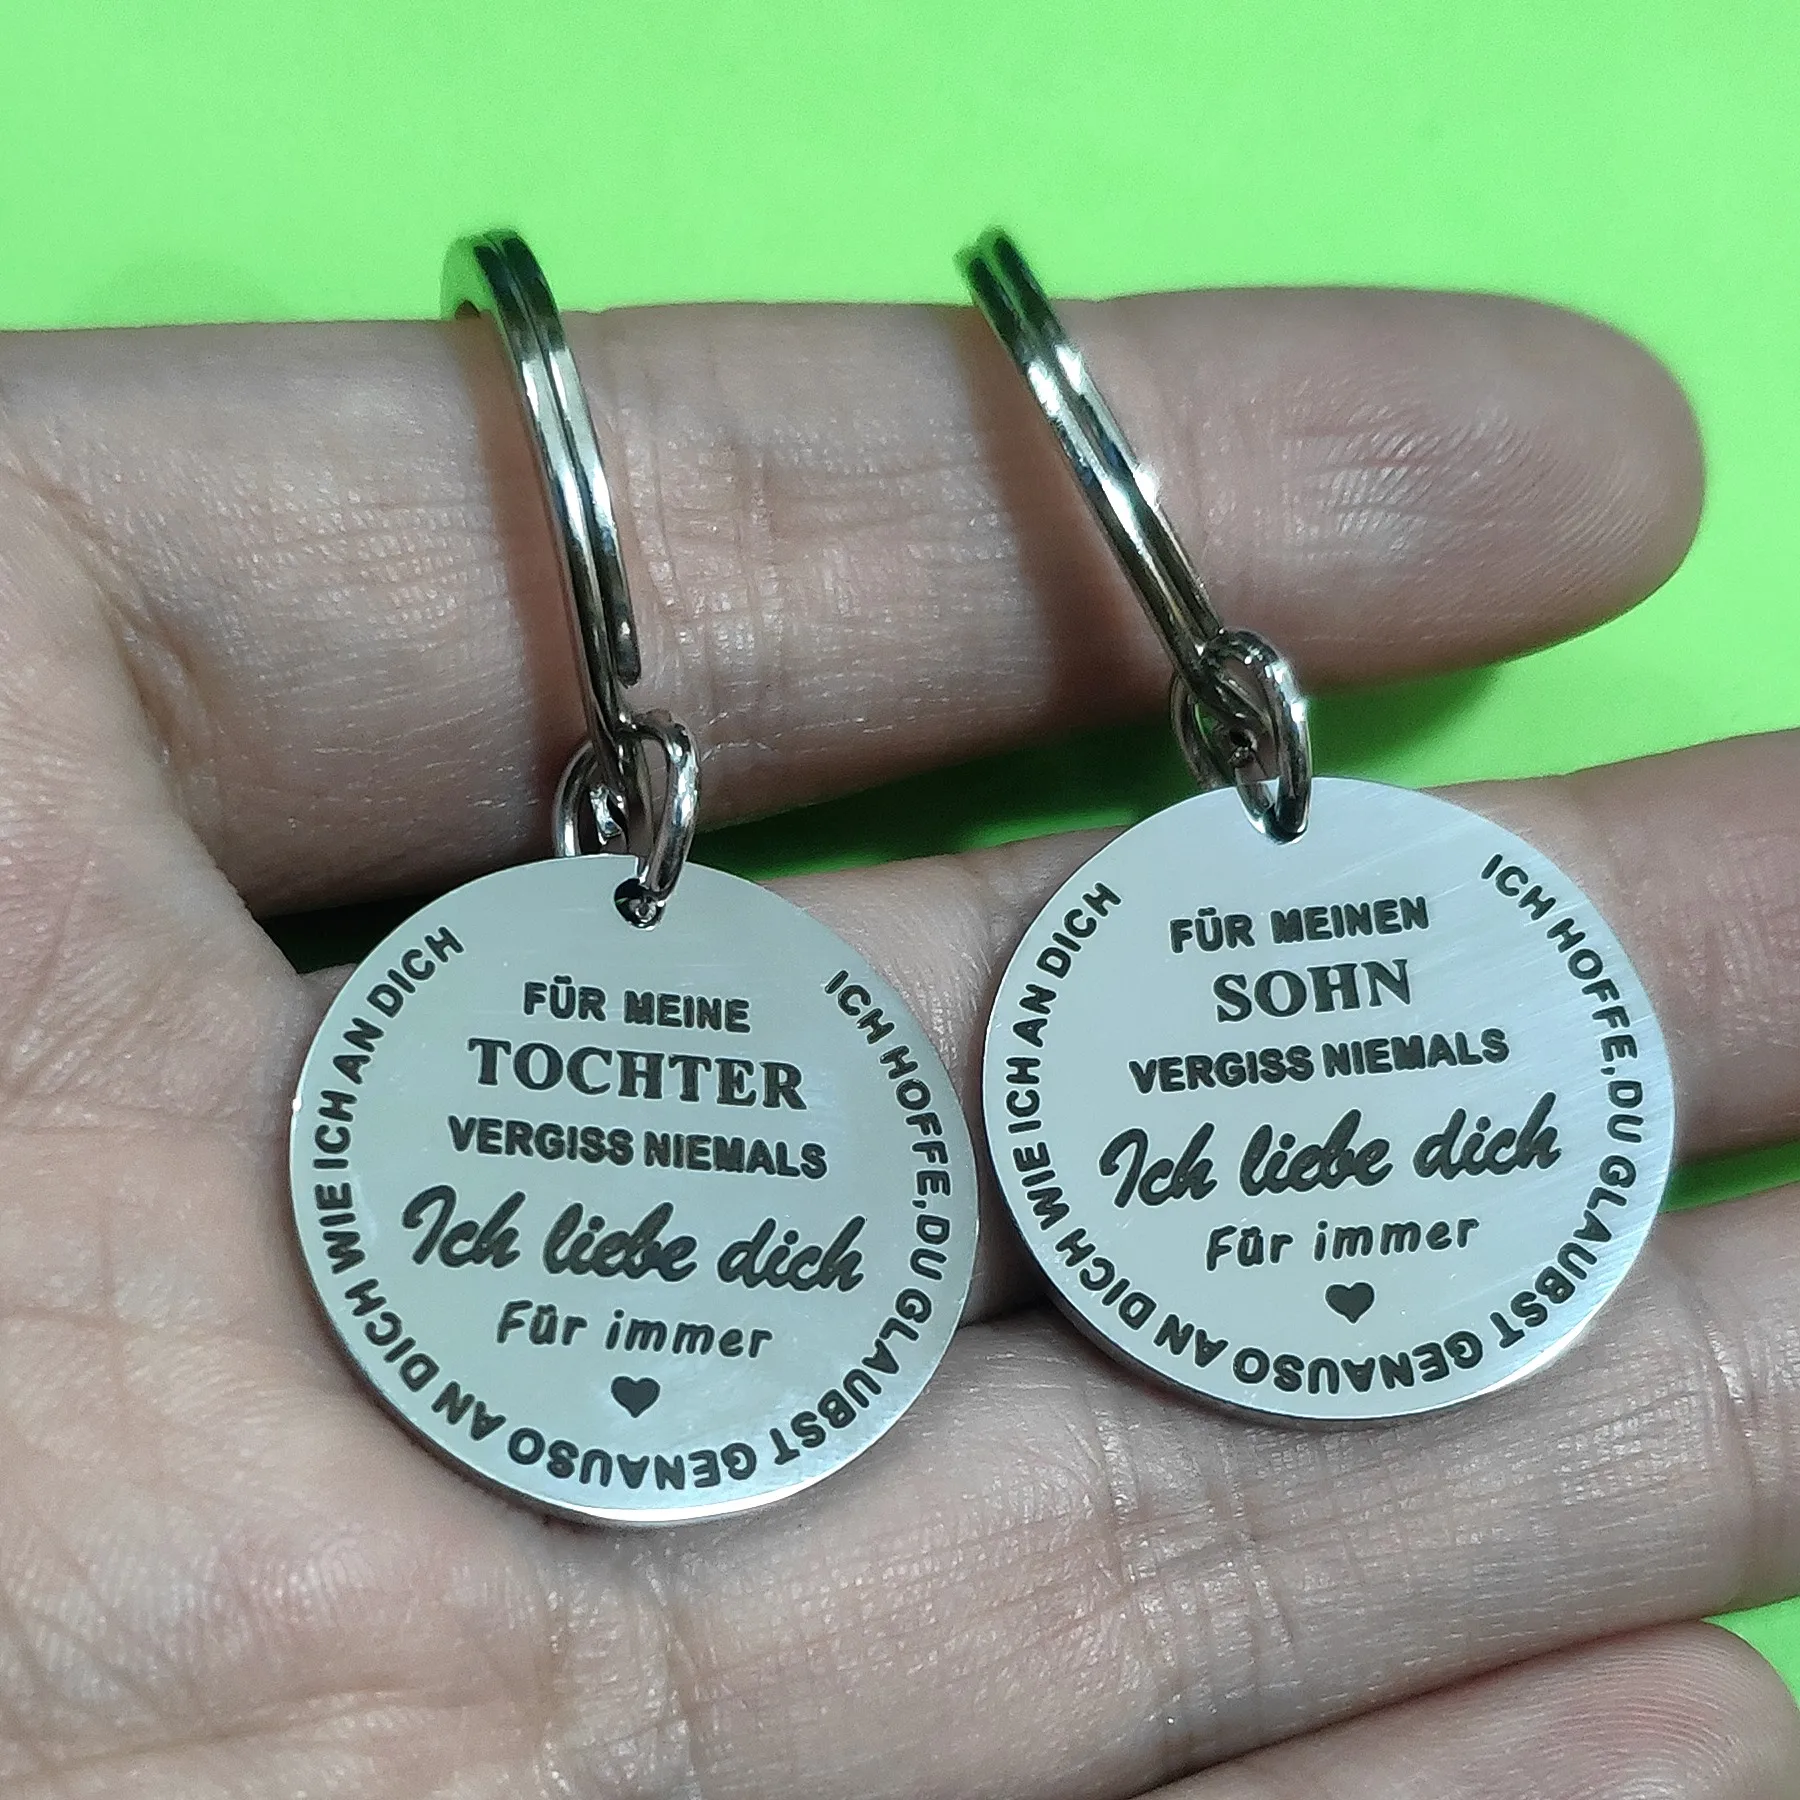 FÜR MEINE
TOCHTER
VERGISS NIEMALS
Ich liebe dich
Für immer
ICH HOFFE, DU GLAUBST GENAUSO AN DICH WIE ICH AN DICH
FÜR MEINEN
SOHN
VERGISS NIEMALS
Ich liebe dich
Für immer
ICH HOFFE, DU GLAUBST GENAUSO AN DICH WIE ICH AN DICH